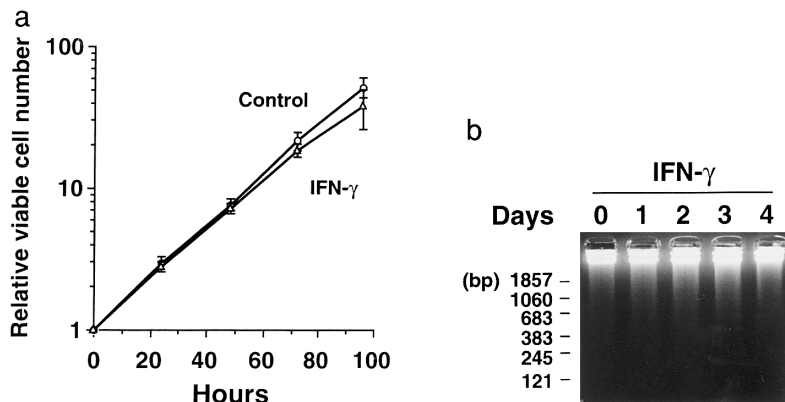 a
Relative viable cell number
100
10
1
Control
IFN-γ
0 20 40 60 80 100
Hours
b
IFN-γ
Days 0 1 2 3 4
(bp) 1857
1060
683
383
245
121